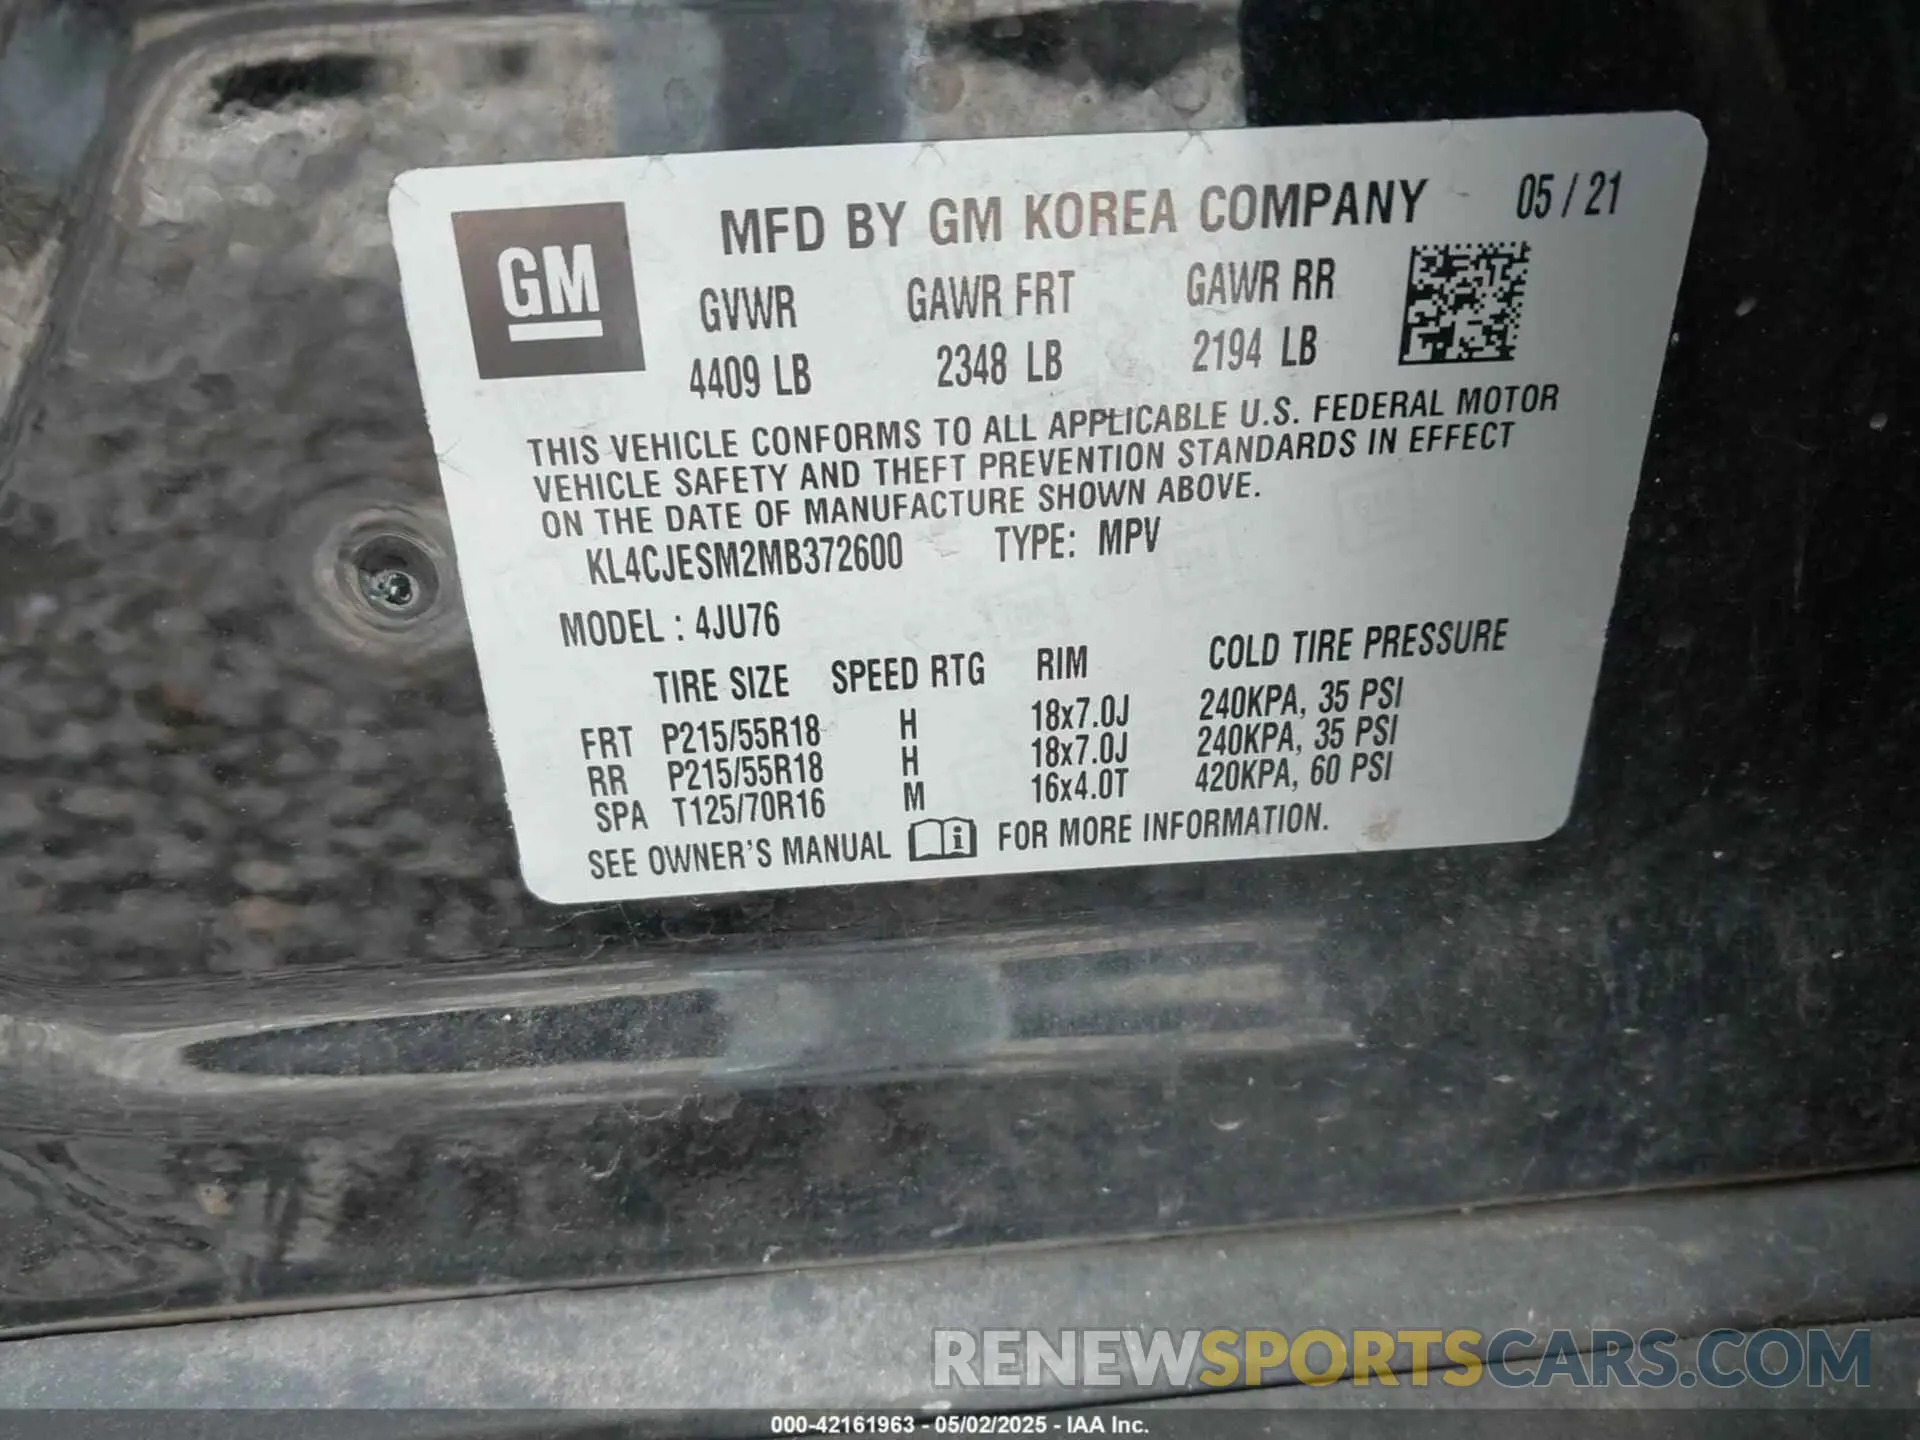 MFD BY GM KOREA COMPANY 05 / 21
GM
GVWR GAWR FRT GAWR RR
4409 LB 2348 LB 2194 LB
THIS VEHICLE CONFORMS TO ALL APPLICABLE U.S. FEDERAL MOTOR
VEHICLE SAFETY AND THEFT PREVENTION STANDARDS IN EFFECT
ON THE DATE OF MANUFACTURE SHOWN ABOVE.
KL4CJESM2MB372600 TYPE: MPV
MODEL : 4JU76
TIRE SIZE SPEED RTG RIM COLD TIRE PRESSURE
FRT P215/55R18 H 18x7.0J 240KPA, 35 PSI
RR P215/55R18 H 18x7.0J 240KPA, 35 PSI
SPA T125/70R16 M 16x4.0T 420KPA, 60 PSI
SEE OWNER'S MANUAL i FOR MORE INFORMATION.
RENEWSPORTSCARS.COM
000-42161963 - 05/02/2025 - IAA Inc.